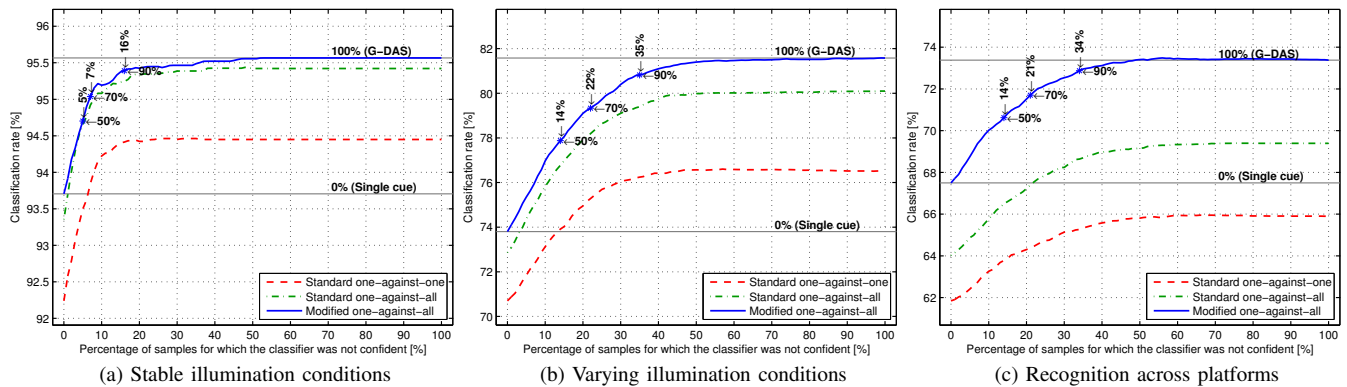 96
95.5
95
94.5
94
93.5
93
92.5
92
Classification rate [%]
5%
7%
16%
50%
70%
90%
100% (G-DAS)
0% (Single cue)
Standard one-against-one
Standard one-against-all
Modified one-against-all
0 10 20 30 40 50 60 70 80 90 100
Percentage of samples for which the classifier was not confident [%]
(a) Stable illumination conditions
82
80
78
76
74
72
70
Classification rate [%]
14%
22%
35%
50%
70%
90%
100% (G-DAS)
0% (Single cue)
Standard one-against-one
Standard one-against-all
Modified one-against-all
0 10 20 30 40 50 60 70 80 90 100
Percentage of samples for which the classifier was not confident [%]
(b) Varying illumination conditions
74
72
70
68
66
64
62
Classification rate [%]
14%
21%
34%
50%
70%
90%
100% (G-DAS)
0% (Single cue)
Standard one-against-one
Standard one-against-all
Modified one-against-all
0 10 20 30 40 50 60 70 80 90 100
Percentage of samples for which the classifier was not confident [%]
(c) Recognition across platforms